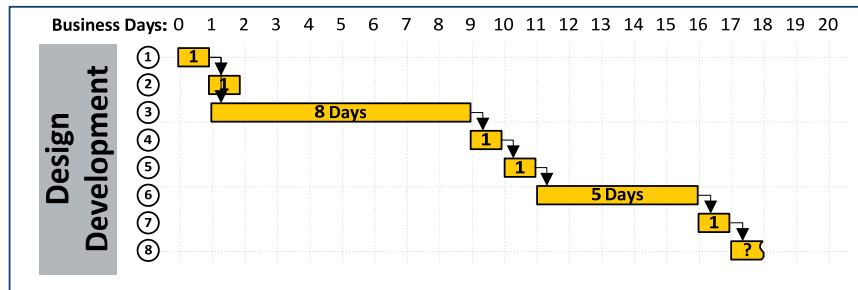 Business Days: 0 1 2 3 4 5 6 7 8 9 10 11 12 13 14 15 16 17 18 19 20
Design
Development
1 1
2 1
3 8 Days
4 1
5 1
6 5 Days
7 1
8 ?